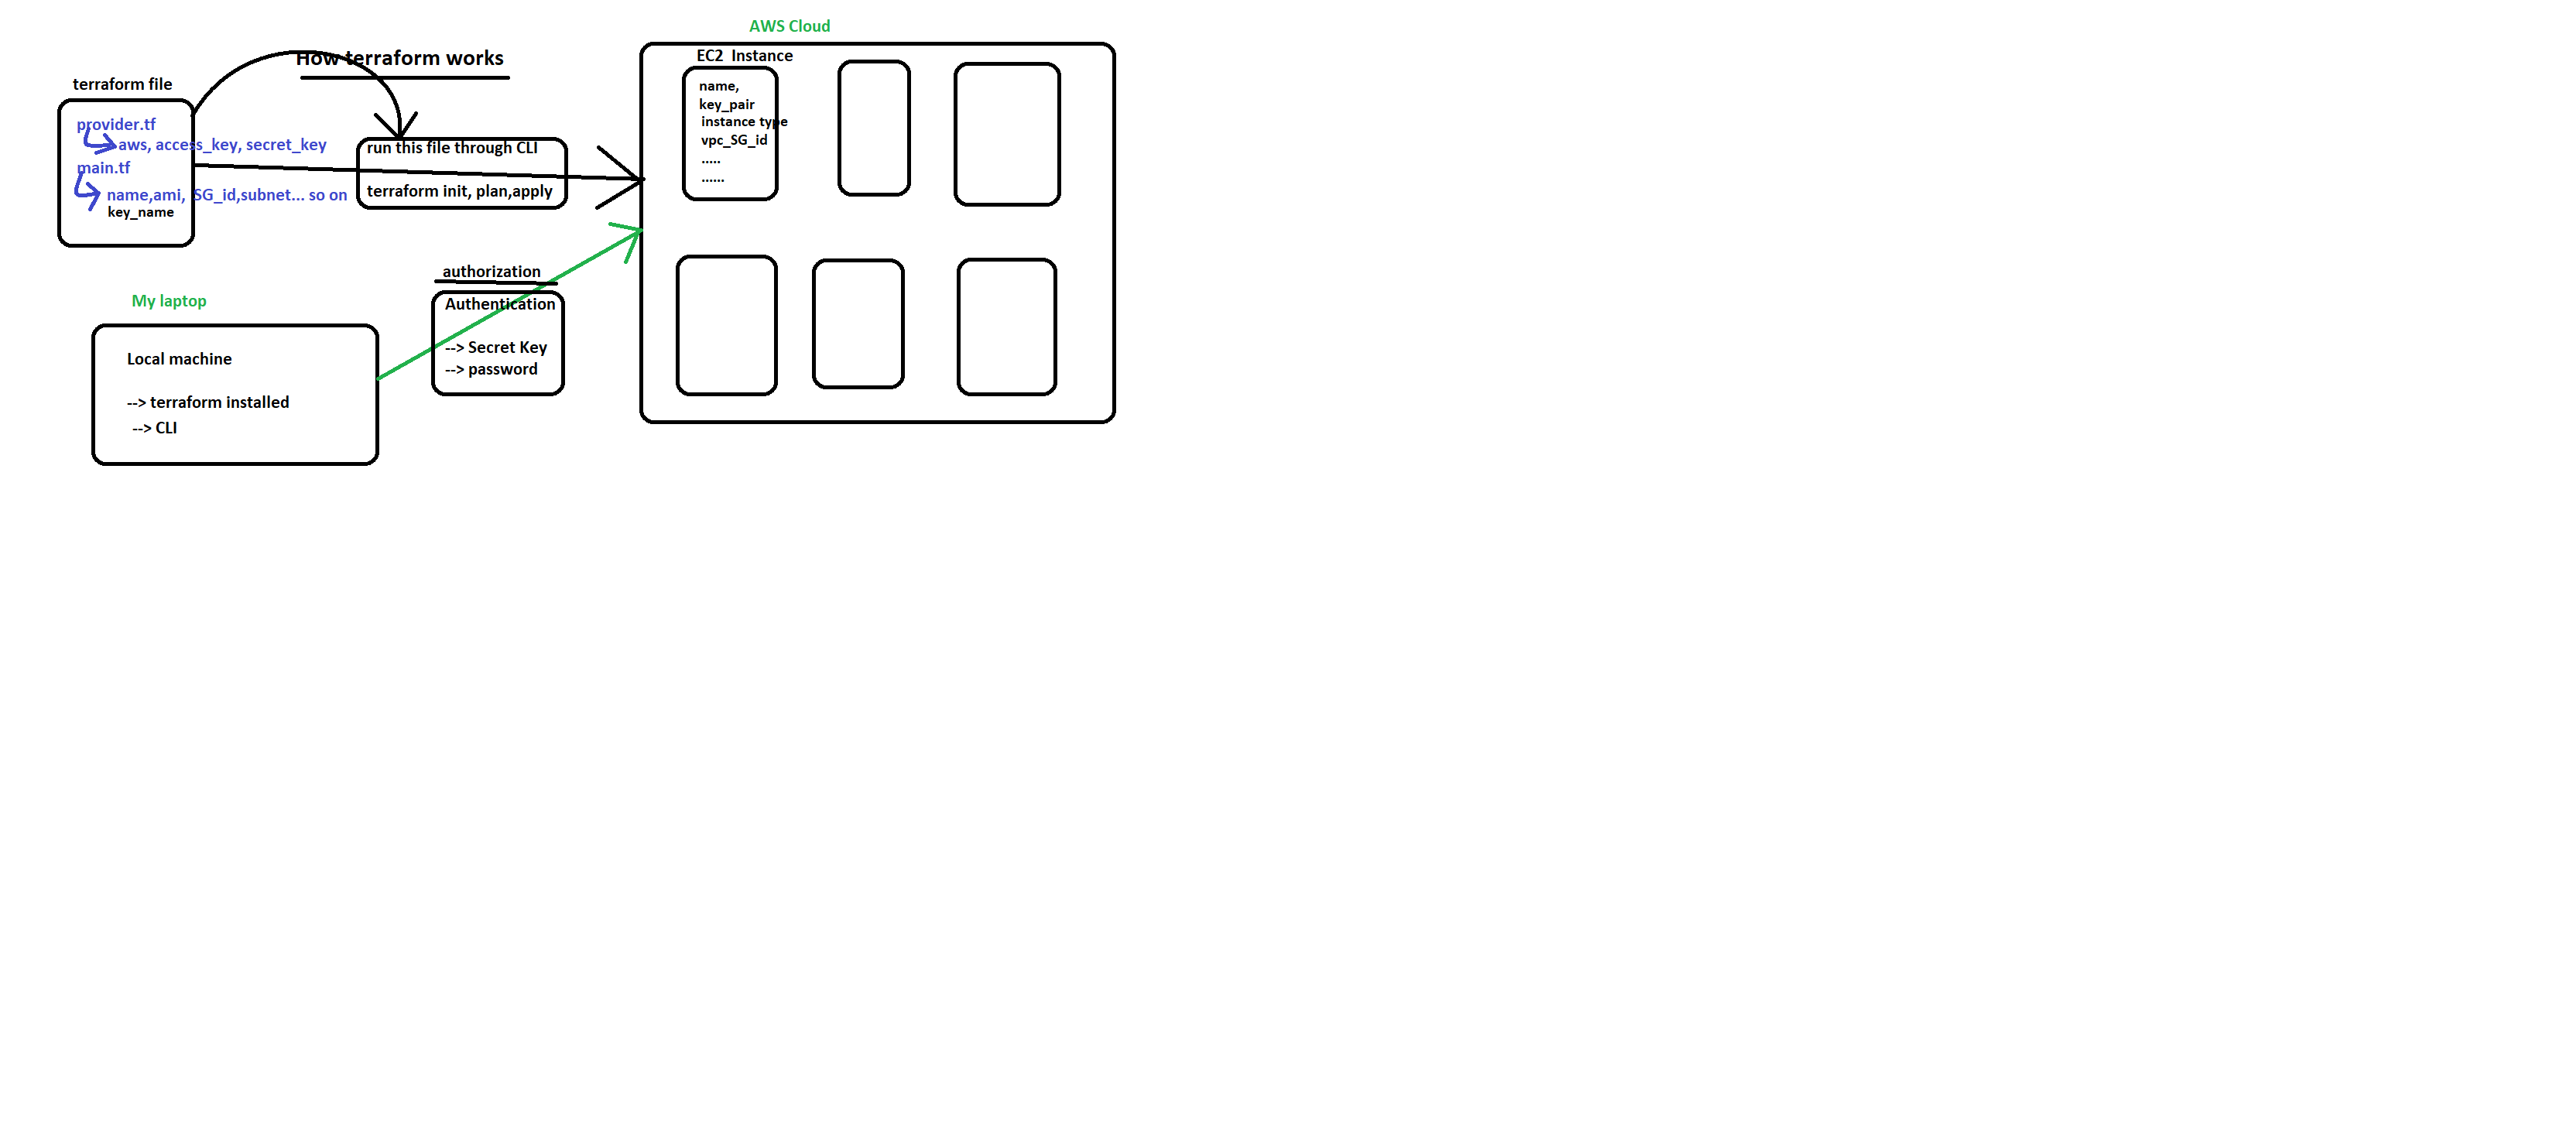 AWS Cloud
How terraform works
terraform file
provider.tf
aws, access_key, secret_key
main.tf
name,ami, SG_id,subnet... so on
key_name
run this file through CLI
terraform init, plan,apply
EC2 Instance
name,
key_pair
instance type
vpc_SG_id
.....
......
authorization
Authentication
--> Secret Key
--> password
My laptop
Local machine
--> terraform installed
--> CLI